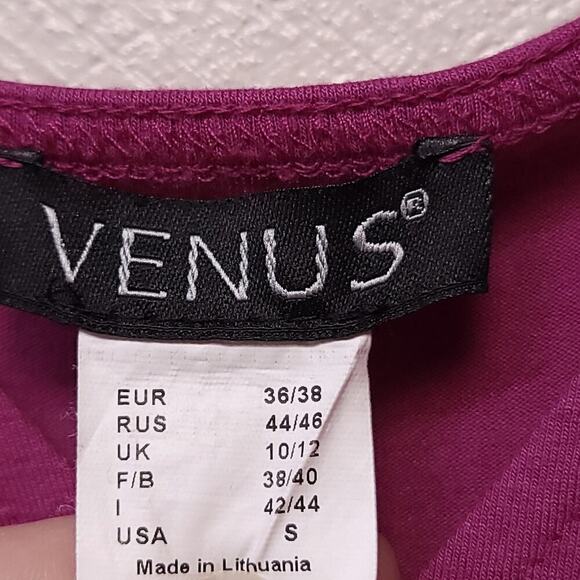 VENUS®
EUR 36/38
RUS 44/46
UK 10/12
F/B 38/40
I 42/44
USA S
Made in Lithuania